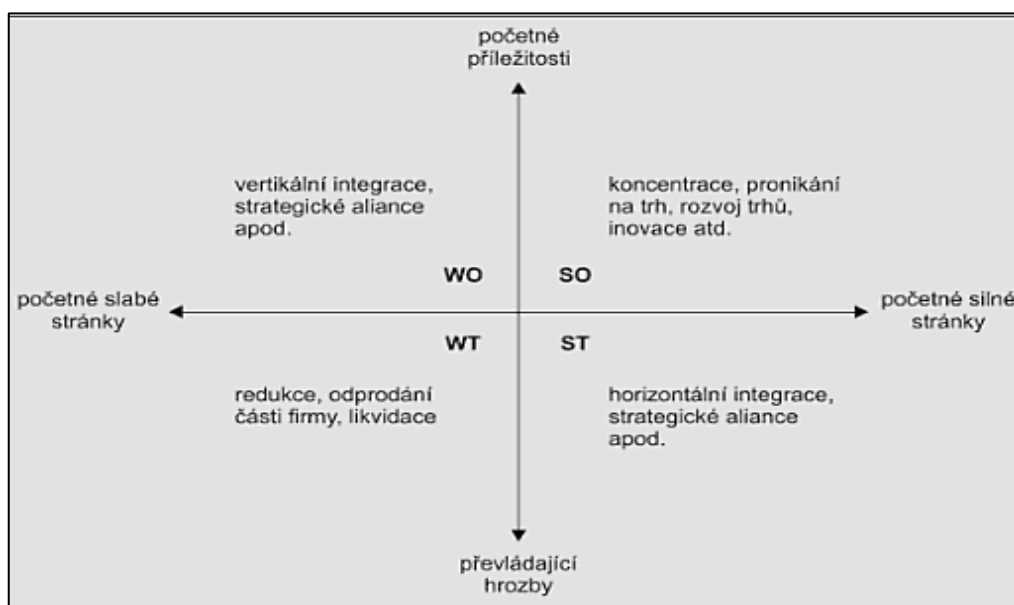 početné
příležitosti
vertikální integrace,
strategické aliance
apod.
koncentrace, pronikání
na trh, rozvoj trhů,
inovace atd.
WO
SO
početné slabé
stránky
početné silné
stránky
WT
ST
redukce, odprodání
části firmy, likvidace
horizontální integrace,
strategické aliance
apod.
převládající
hrozby